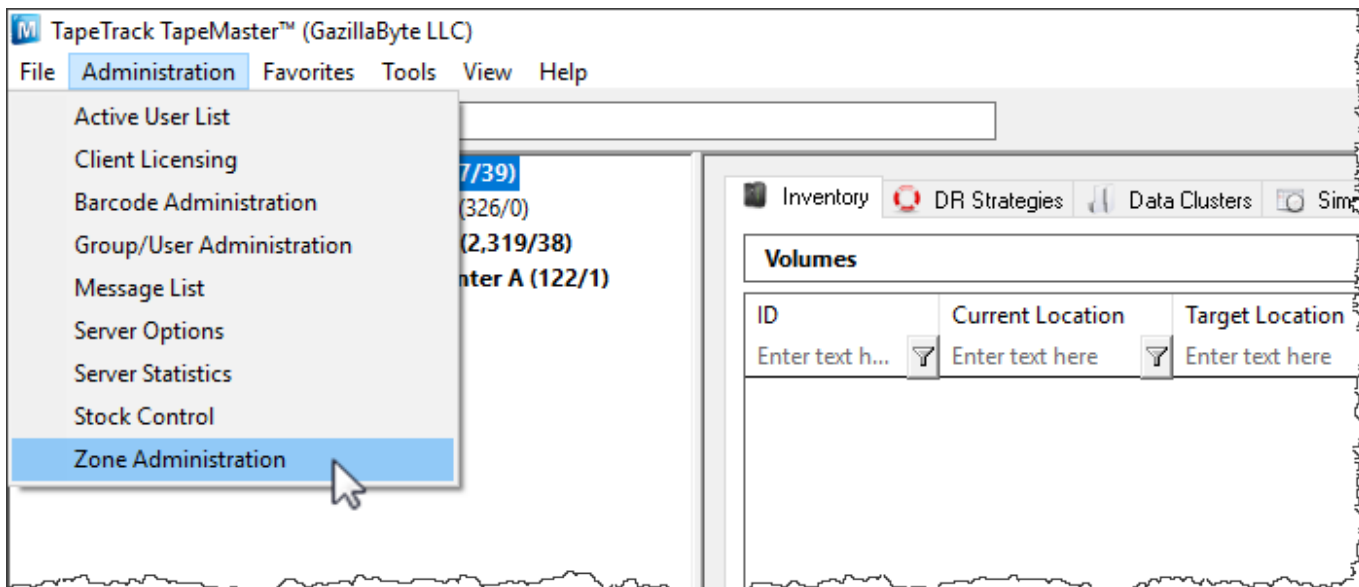 TapeTrack TapeMaster™ (GazillaByte LLC)
File Administration Favorites Tools View Help
Active User List
Client Licensing
Barcode Administration
Group/User Administration
Message List
Server Options
Server Statistics
Stock Control
Zone Administration
7/39)
(326/0)
(2,319/38)
nter A (122/1)
Inventory DR Strategies Data Clusters Sim
Volumes
ID Current Location Target Location
Enter text h... Enter text here Enter text here